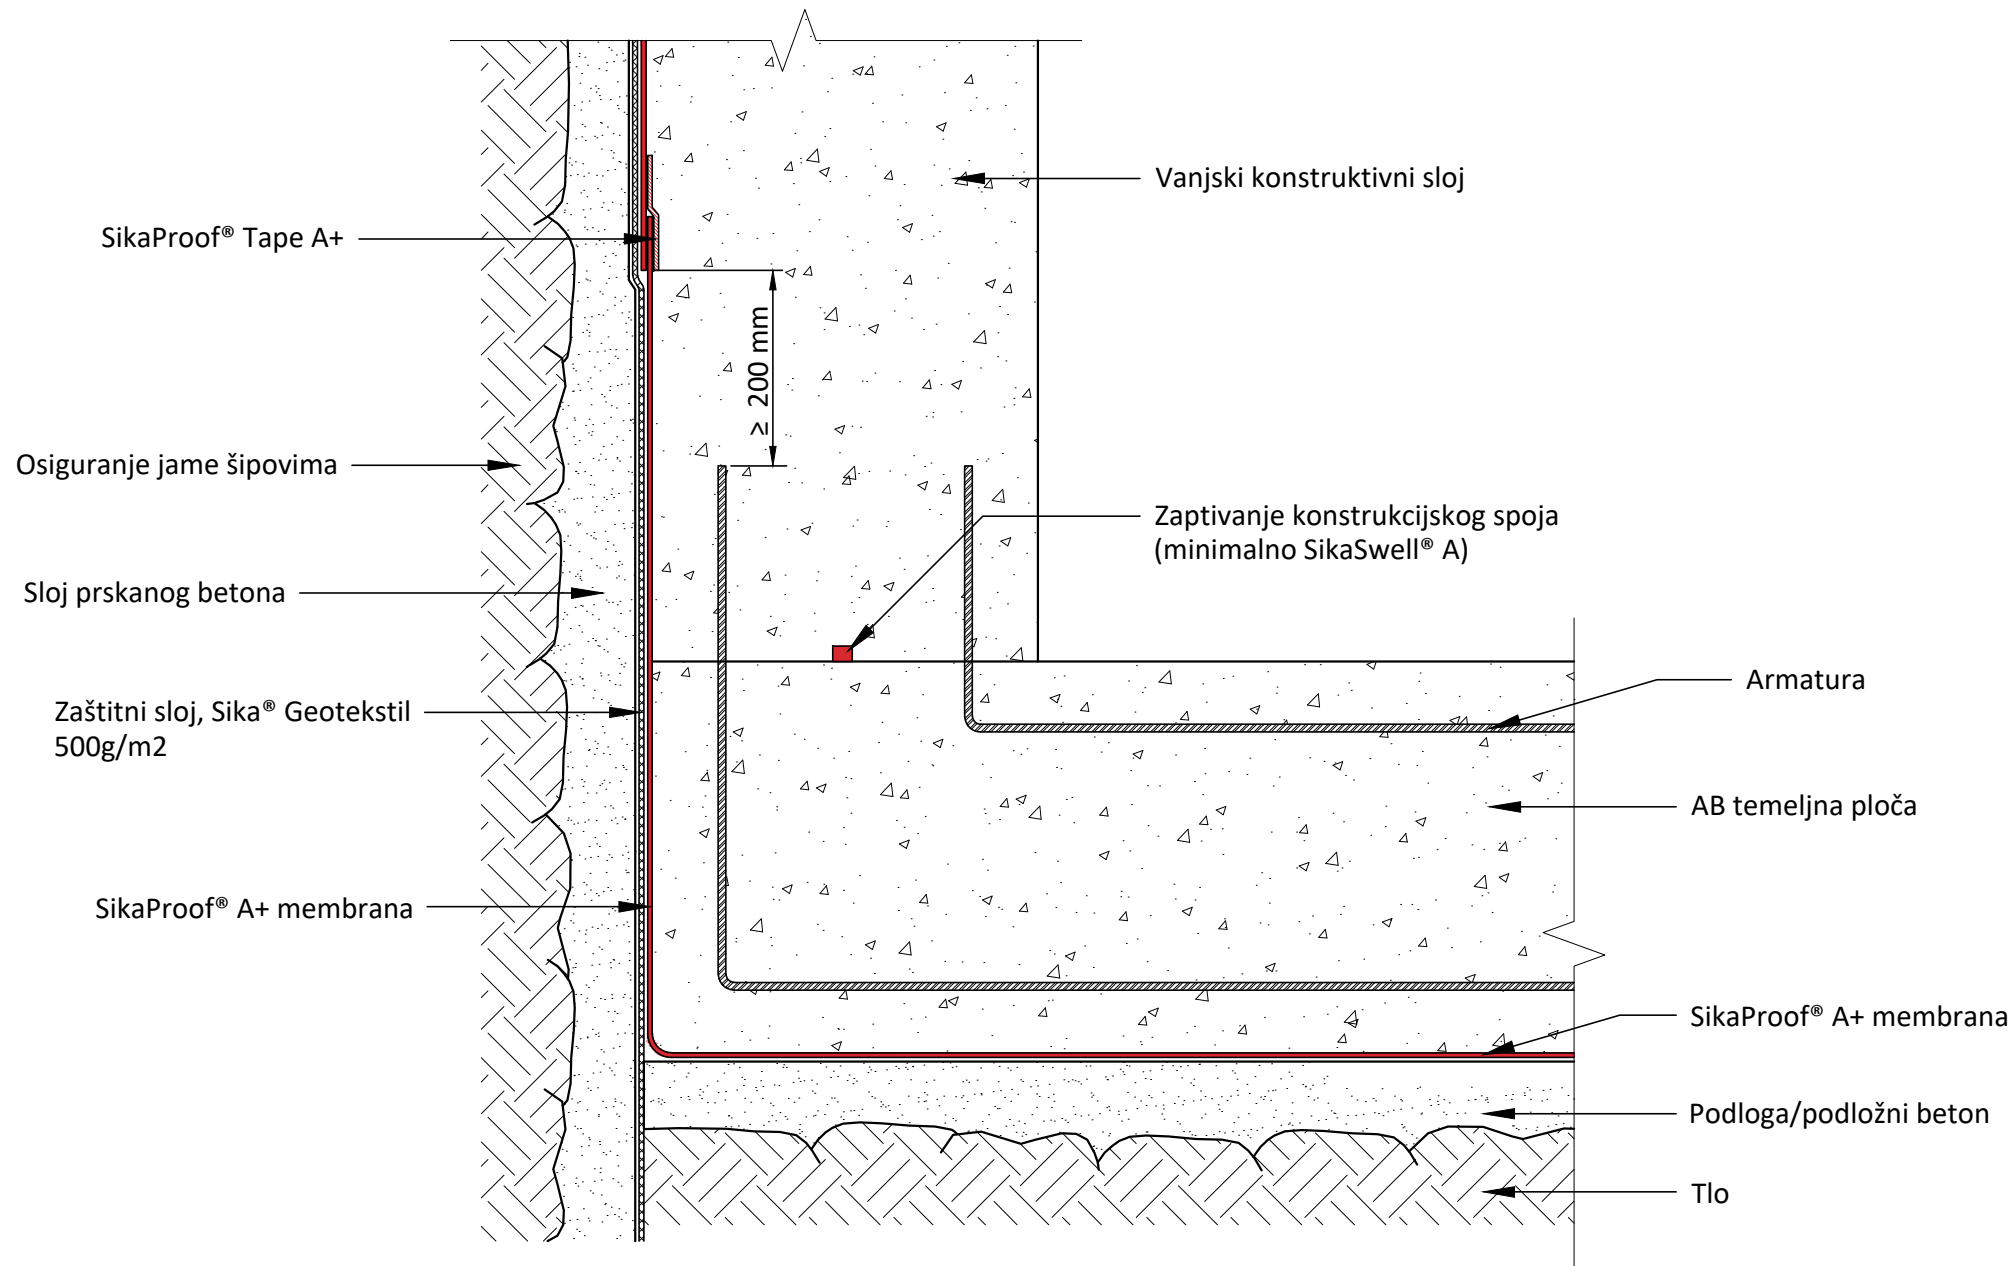 Vanjski konstruktivni sloj
SikaProof® Tape A+
≥ 200 mm
Osiguranje jame šipovima
Zaptivanje konstrukcijskog spoja
(minimalno SikaSwell® A)
Sloj prskanog betona
Armatura
Zaštitni sloj, Sika® Geotekstil
500g/m2
AB temeljna ploča
SikaProof® A+ membrana
SikaProof® A+ membrana
Podloga/podložni beton
Tlo